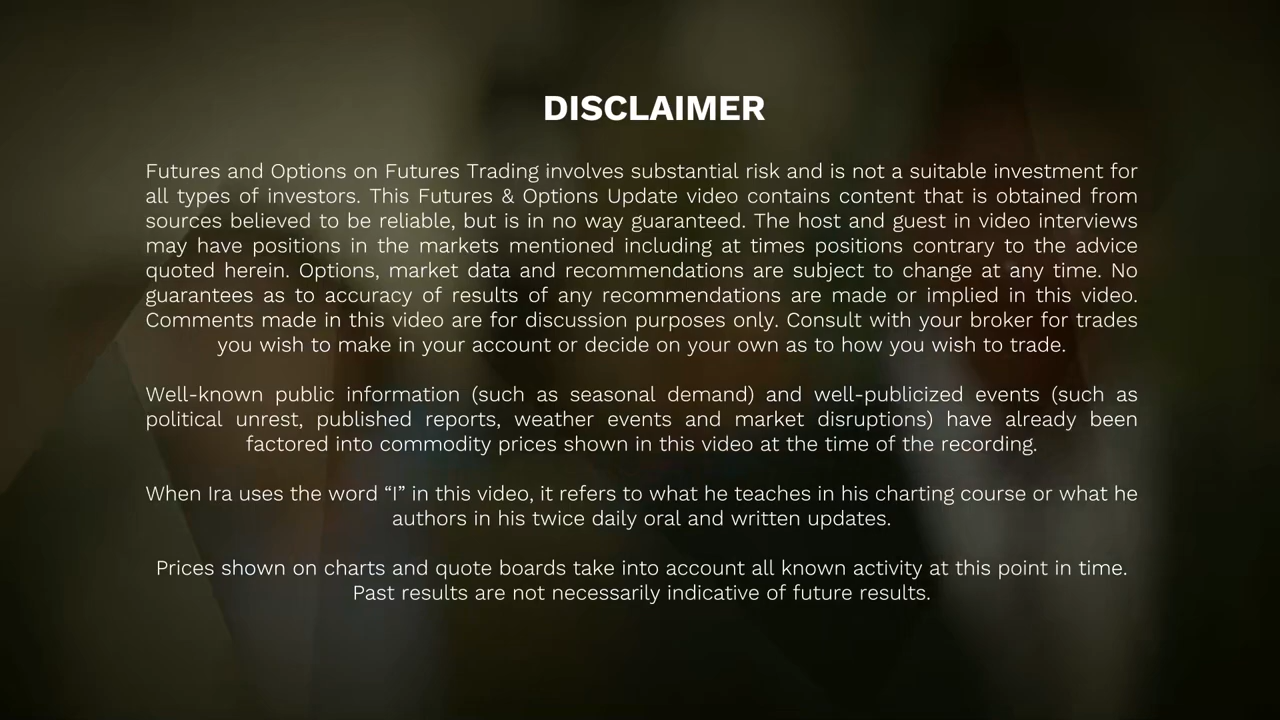 DISCLAIMER
Futures and Options on Futures Trading involves substantial risk and is not a suitable investment for
all types of investors. This Futures & Options Update video contains content that is obtained from
sources believed to be reliable, but is in no way guaranteed. The host and guest in video interviews
may have positions in the markets mentioned including at times positions contrary to the advice
quoted herein. Options, market data and recommendations are subject to change at any time. No
guarantees as to accuracy of results of any recommendations are made or implied in this video.
Comments made in this video are for discussion purposes only. Consult with your broker for trades
you wish to make in your account or decide on your own as to how you wish to trade.
Well-known public information (such as seasonal demand) and well-publicized events (such as
political unrest, published reports, weather events and market disruptions) have already been
factored into commodity prices shown in this video at the time of the recording.
When Ira uses the word “I” in this video, it refers to what he teaches in his charting course or what he
authors in his twice daily oral and written updates.
Prices shown on charts and quote boards take into account all known activity at this point in time.
Past results are not necessarily indicative of future results.